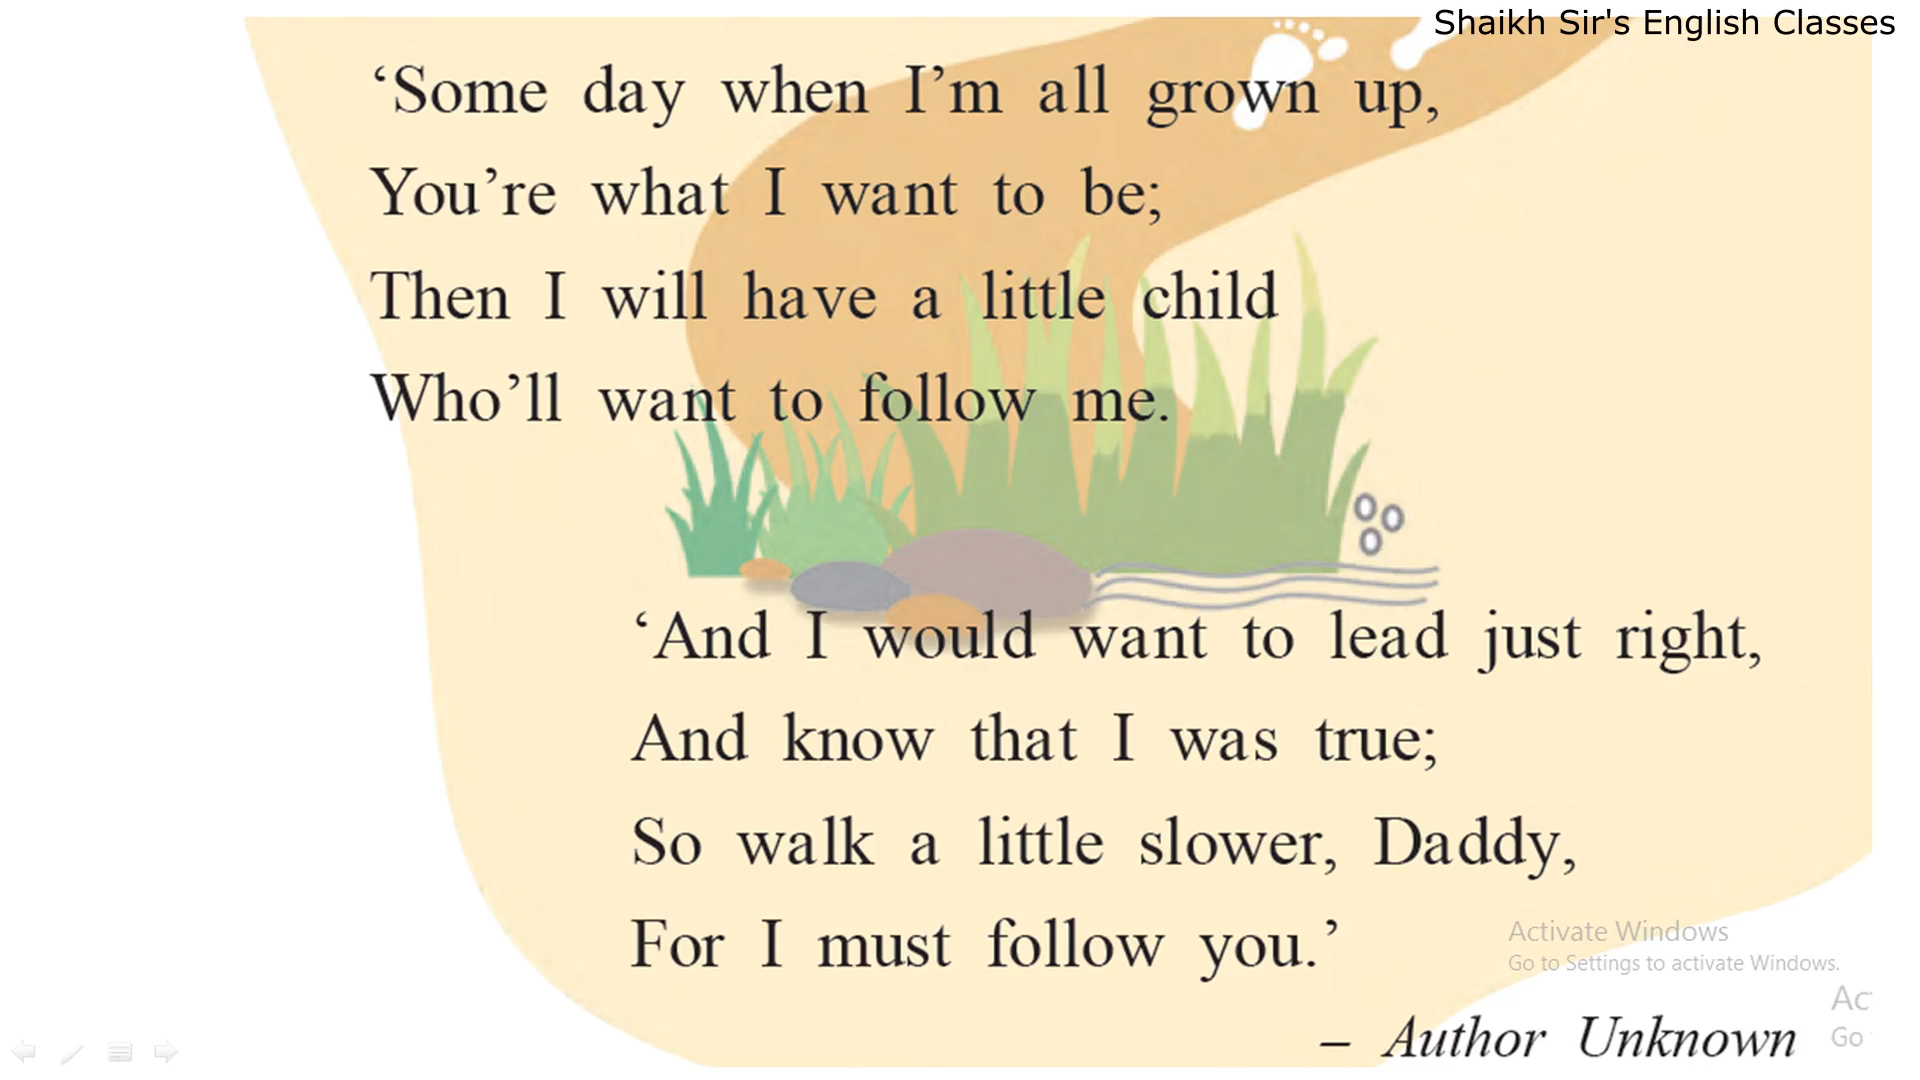 Shaikh Sir's English Classes
‘Some day when I’m all grown up,
You’re what I want to be;
Then I will have a little child
Who’ll want to follow me.
‘And I would want to lead just right,
And know that I was true;
So walk a little slower, Daddy,
For I must follow you.’
Activate Windows
Go to Settings to activate Windows.
– Author Unknown
Ac
Go